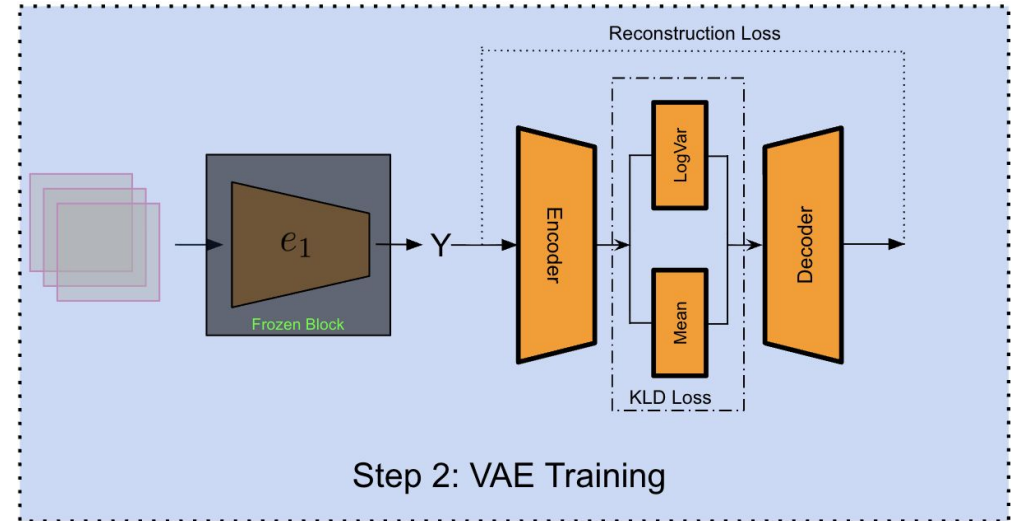 Reconstruction Loss
LogVar
e₁
Y
Encoder
Decoder
Frozen Block
Mean
KLD Loss
Step 2: VAE Training